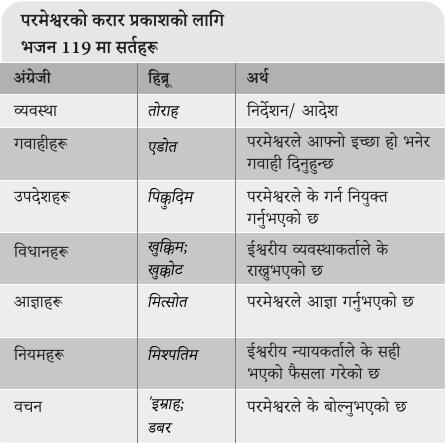 परमेश्वरको करार प्रकाशको लागि
भजन 119 मा सर्तहरू
अंग्रेजी हिब्रू अर्थ
व्यवस्था तोराह निर्देशन/ आदेश
गवाहीहरू एडोत परमेश्वरले आफ्नो इच्छा हो भनेर
गवाही दिनुहुन्छ
उपदेशहरू पिक्कुदिम परमेश्वरले के गर्न नियुक्त
गर्नुभएको छ
विधानहरू खुक्किम; ईश्वरीय व्यवस्थाकर्ताले के
खुक्कोट राख्नुभएको छ
आज्ञाहरू मित्सोत परमेश्वरले आज्ञा गर्नुभएको छ
नियमहरू मिश्पतिम ईश्वरीय न्यायकर्ताले के सही
भएको फैसला गरेको छ
वचन 'इम्राह; परमेश्वरले के बोल्नुभएको छ
डबर